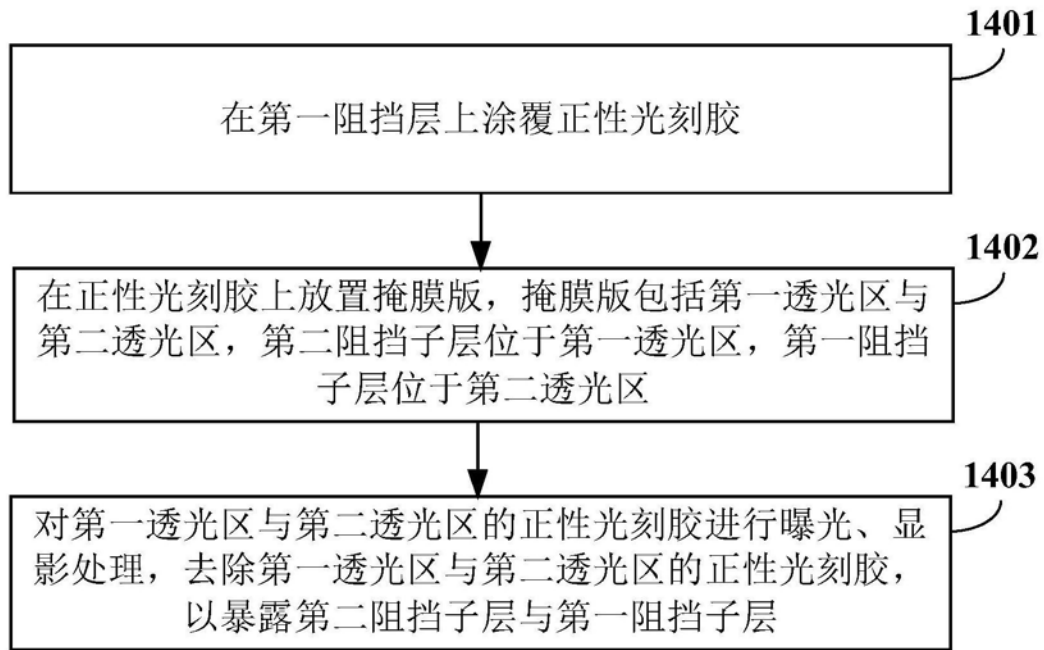 1401
在第一阻挡层上涂覆正性光刻胶
1402
在正性光刻胶上放置掩膜版，掩膜版包括第一透光区与
第二透光区，第二阻挡子层位于第一透光区，第一阻挡
子层位于第二透光区
1403
对第一透光区与第二透光区的正性光刻胶进行曝光、显
影处理，去除第一透光区与第二透光区的正性光刻胶，
以暴露第二阻挡子层与第一阻挡子层